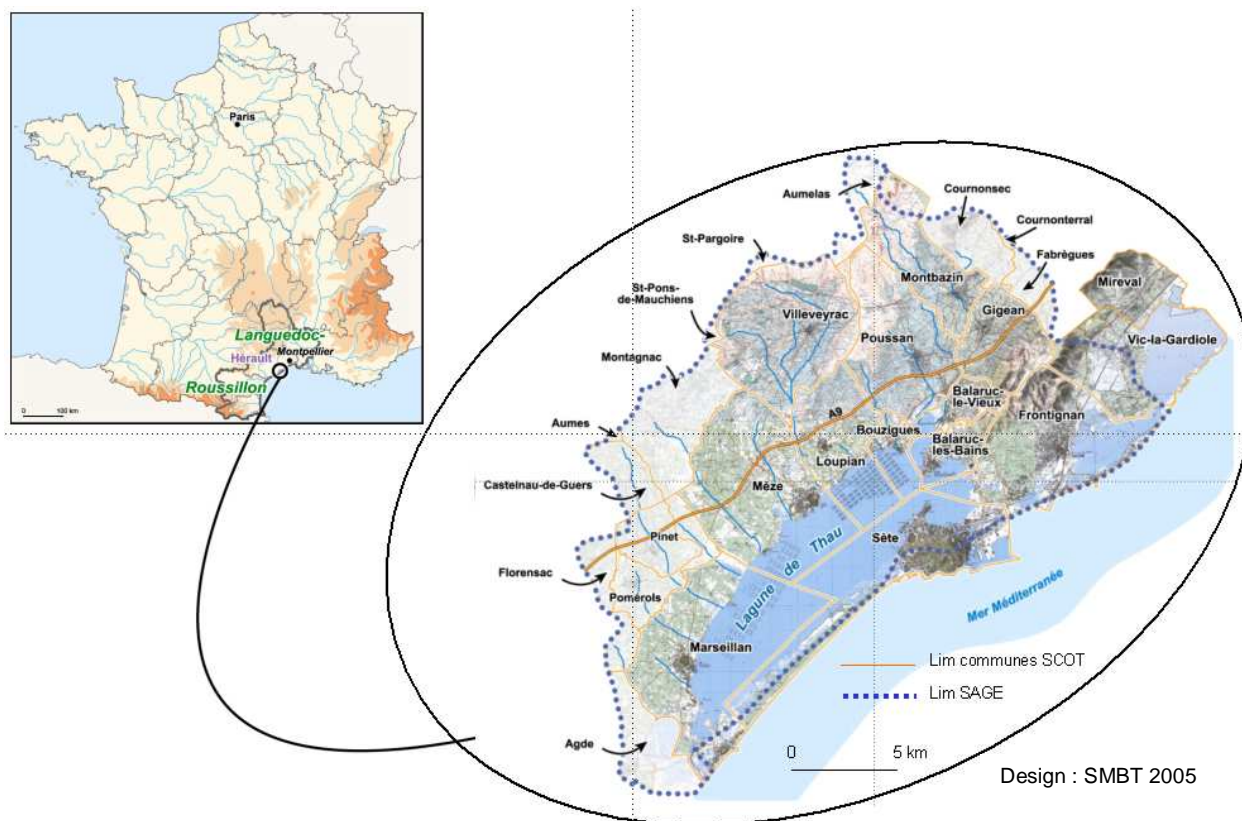 Paris
Languedoc-
Hérault
Montpellier
Roussillon
0 100 km
Aumelas
Cournonsec
Cournonterral
St-Pargoire
Fabrègues
Montbazin
Mireval
St-Pons-
de-Mauchiens
Villeveyrac
Gigean
Poussan
Vic-la-Gardiole
Montagnac
Balaruc-
le-Vieux
Frontignan
A9
Bouzigues
Aumes
Balaruc-
les-Bains
Loupian
Castelnau-de-Guers
Mèze
Pinet
Sète
Lagune de Thau
Florensac
Pomérols
Mer Méditerranée
Marseillan
Lim communes SCOT
Lim SAGE
Agde
0 5 km
Design : SMBT 2005